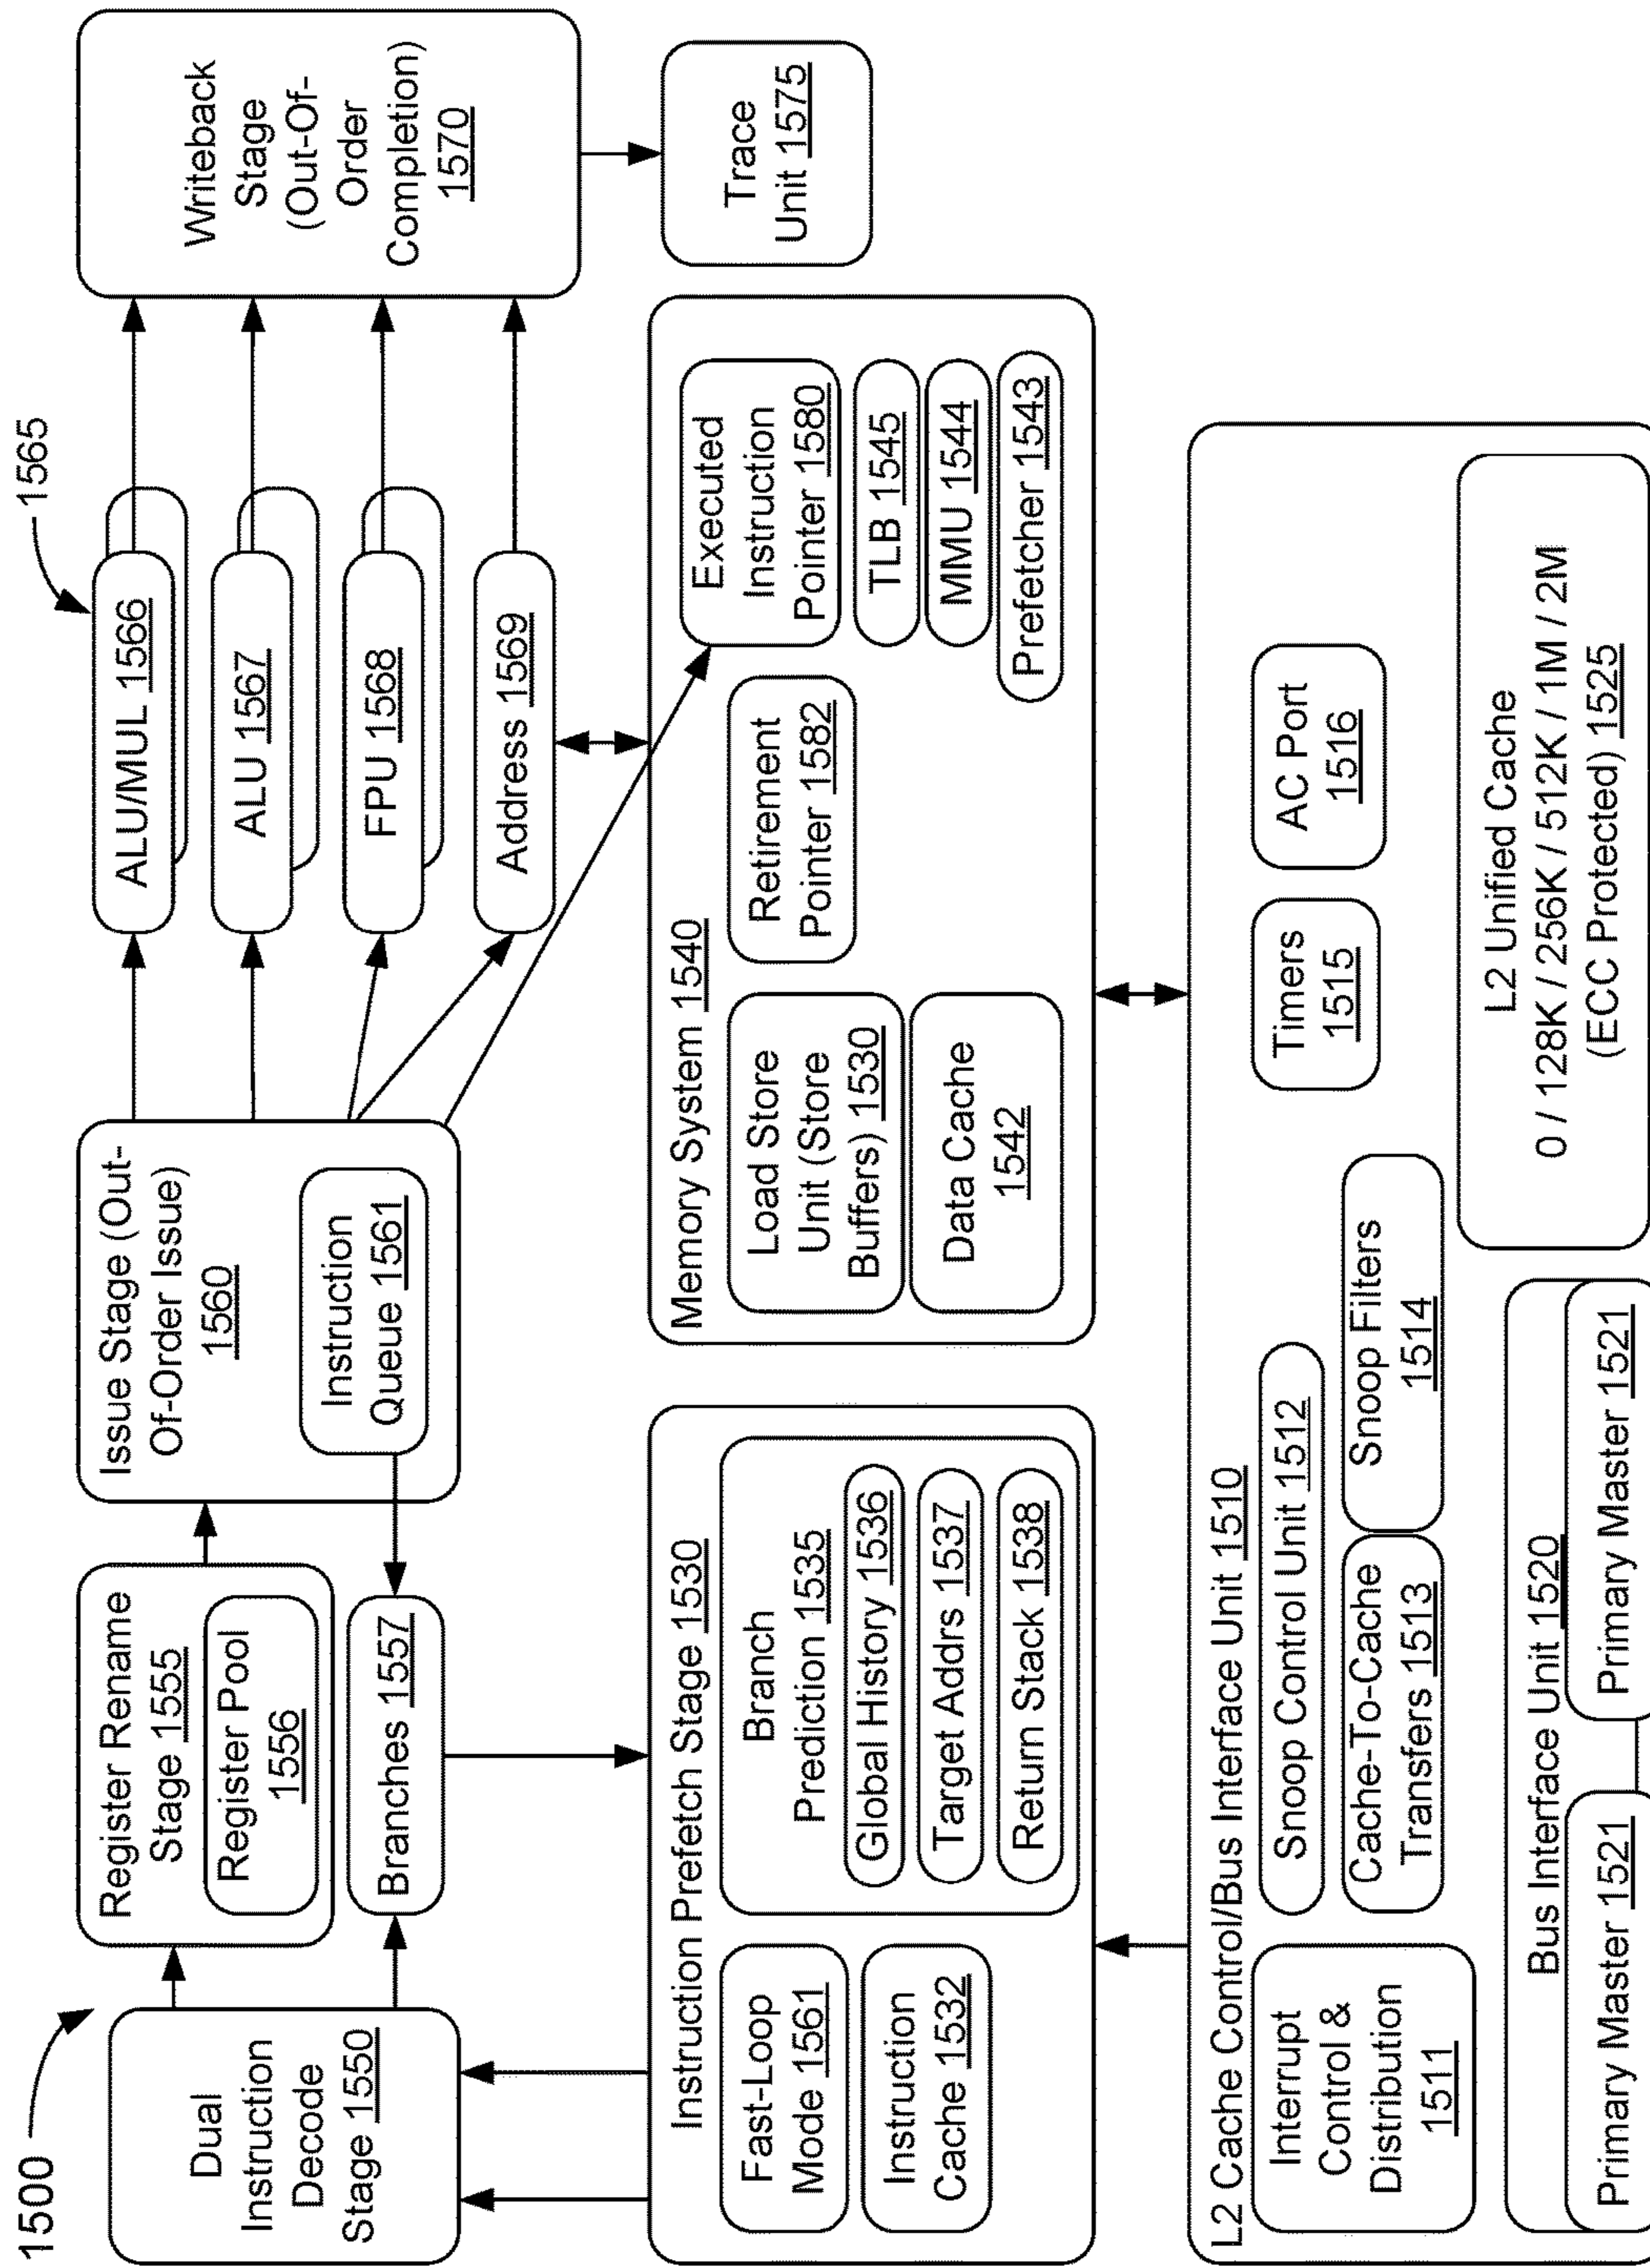 1500
Dual
Instruction
Decode
Stage 1550
Register Rename
Stage 1555
Register Pool
1556
Branches 1557
Issue Stage (Out-
Of-Order Issue)
1560
Instruction
Queue 1561
1565
ALU/MUL 1566
ALU 1567
FPU 1568
Address 1569
Writeback
Stage
(Out-Of-
Order
Completion)
1570
Trace
Unit 1575
Instruction Prefetch Stage 1530
Fast-Loop
Mode 1561
Instruction
Cache 1532
Branch
Prediction 1535
Global History 1536
Target Addrs 1537
Return Stack 1538
Memory System 1540
Load Store
Unit (Store
Buffers) 1530
Data Cache
1542
Retirement
Pointer 1582
Executed
Instruction
Pointer 1580
TLB 1545
MMU 1544
Prefetcher 1543
L2 Cache Control/Bus Interface Unit 1510
Interrupt
Control &
Distribution
1511
Snoop Control Unit 1512
Cache-To-Cache
Transfers 1513
Snoop Filters
1514
Timers
1515
AC Port
1516
Bus Interface Unit 1520
Primary Master 1521
Primary Master 1521
L2 Unified Cache
0 / 128K / 256K / 512K / 1M / 2M
(ECC Protected) 1525